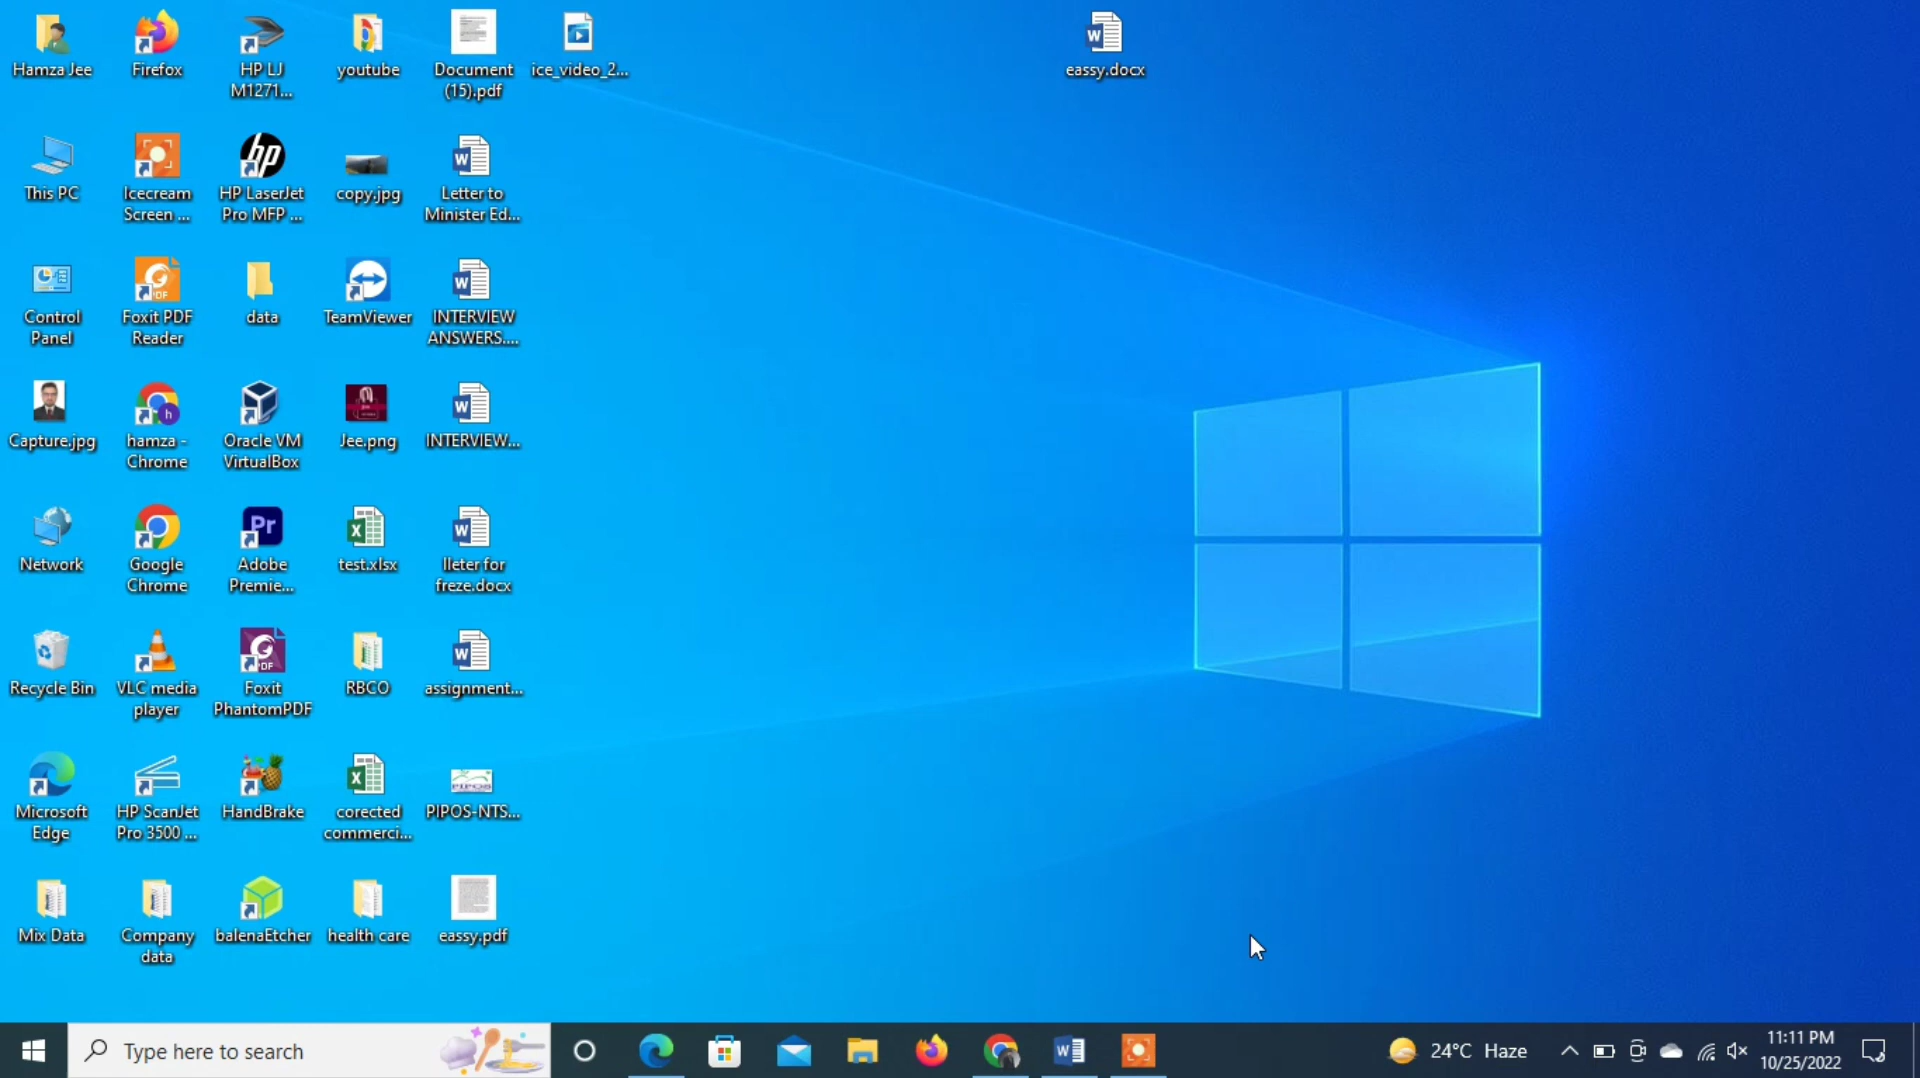 Hamza Jee
Firefox
HP LJ
M1271...
youtube
Document
(15).pdf
ice_video_2...
eassy.docx
This PC
Icecream
Screen ...
hp
HP LaserJet
Pro MFP ...
copy.jpg
Letter to
Minister Ed...
Control
Panel
PDF
Foxit PDF
Reader
data
TeamViewer
INTERVIEW
ANSWERS....
Capture.jpg
h
hamza -
Chrome
Oracle VM
VirtualBox
Jee.png
INTERVIEW...
Network
Google
Chrome
Pr
Adobe
Premie...
test.xlsx
lleter for
freze.docx
Recycle Bin
VLC media
player
PDF
Foxit
PhantomPDF
RBCO
assignment...
Microsoft
Edge
HP ScanJet
Pro 3500 ...
HandBrake
corected
commerci...
PIPOS
PIPOS-NTS...
Mix Data
Company
data
balenaEtcher
health care
eassy.pdf
Type here to search
24°C Haze
11:11 PM
10/25/2022